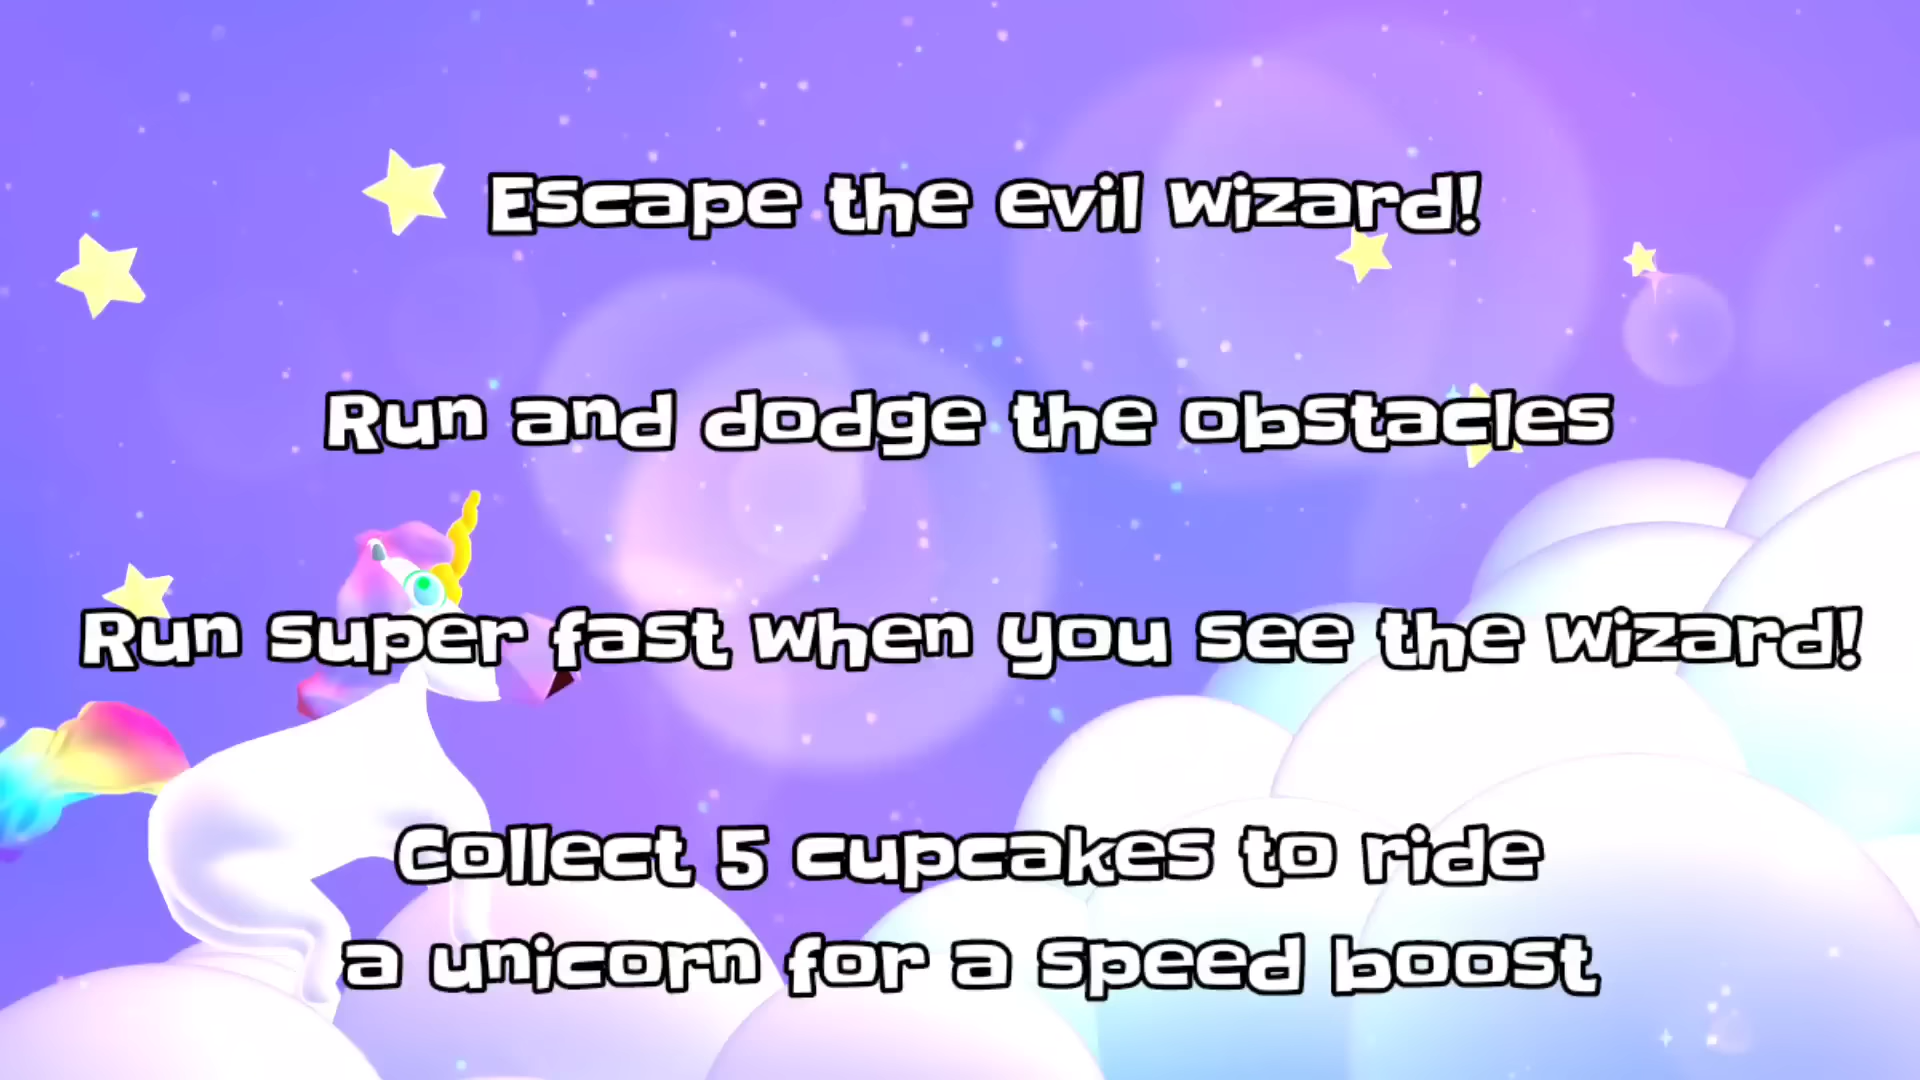 Escape the evil wizard!
Run and dodge the obstacles
Run super fast when you see the wizard!
Collect 5 cupcakes to ride
a unicorn for a speed boost